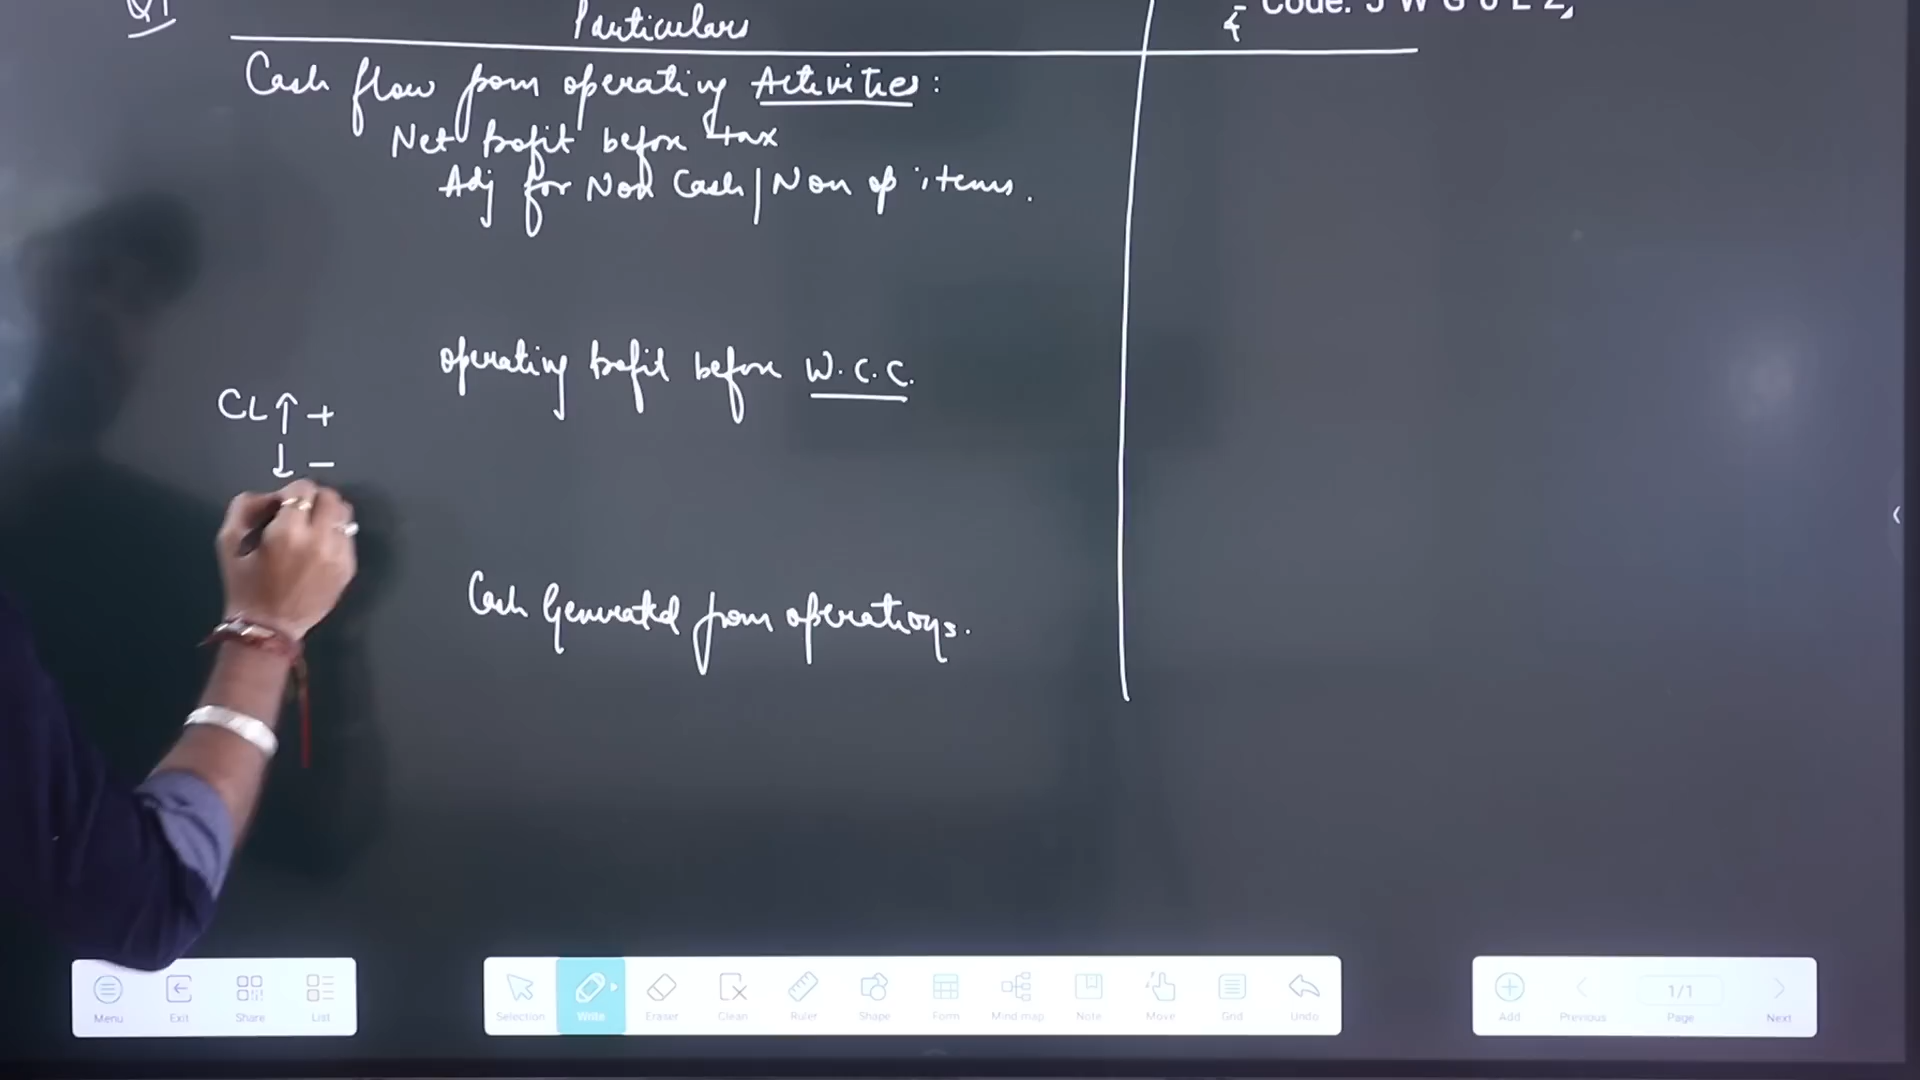 Q1
Particulars
Code: J W G U L Z
Cash flow from operating Activities:
Net Profit before tax
Adj for Non Cash | Non op items.
operating Profit before W.C.C.
CL ↑ +
↓ −
Cash Generated from operations.
Menu Exit Share List
Selection Write Eraser Clean Ruler Shape Form Mind map Note Move Grid Undo
Add Previous 1/1 Page Next